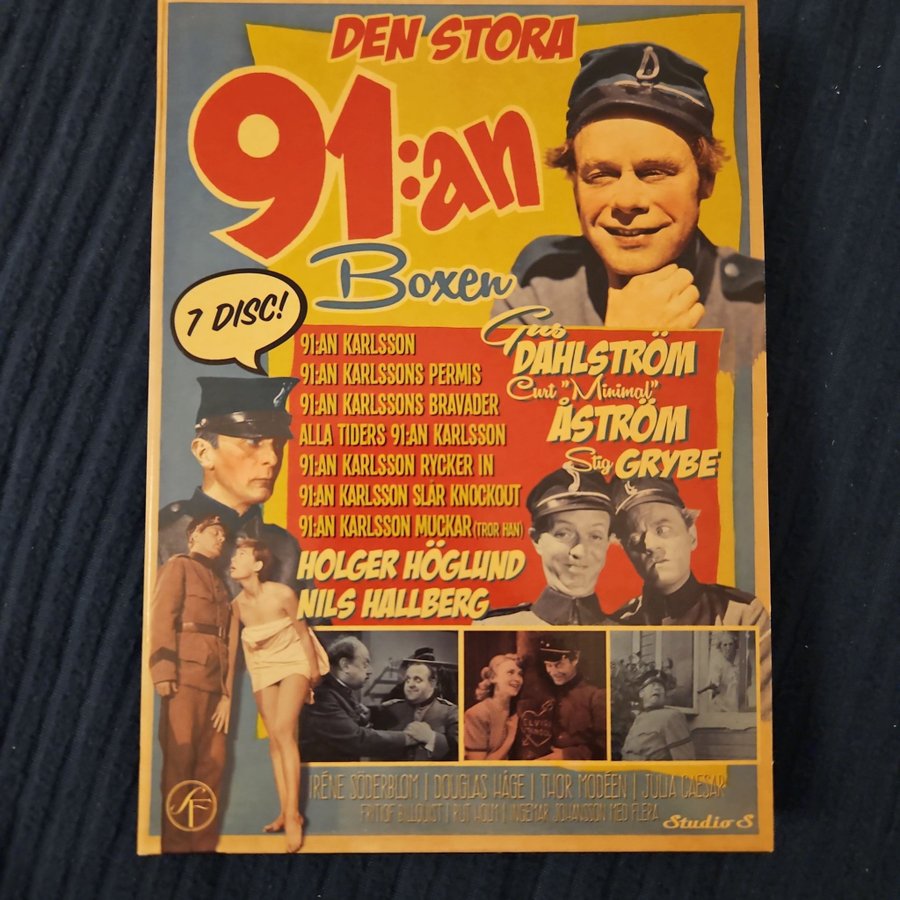 DEN STORA
91:an
Boxen
7 DISC!
91:AN KARLSSON
91:AN KARLSSONS PERMIS
91:AN KARLSSONS BRAVADER
ALLA TIDERS 91:AN KARLSSON
91:AN KARLSSON RYCKER IN
91:AN KARLSSON SLÅR KNOCKOUT
91:AN KARLSSON MUCKAR (TROR HAN)
HOLGER HÖGLUND
NILS HALLBERG
Gus
DAHLSTRÖM
Curt "Minimal"
ÅSTRÖM
Stig GRYBE
IRÉNE SÖDERBLOM | DOUGLAS HÅGE | THOR MODÉEN | JULIA CAESAR
FRITIOF BILLQUIST | RUT HOLM | INGEMAR JOHANSSON MED FLERA
SF
Studio S